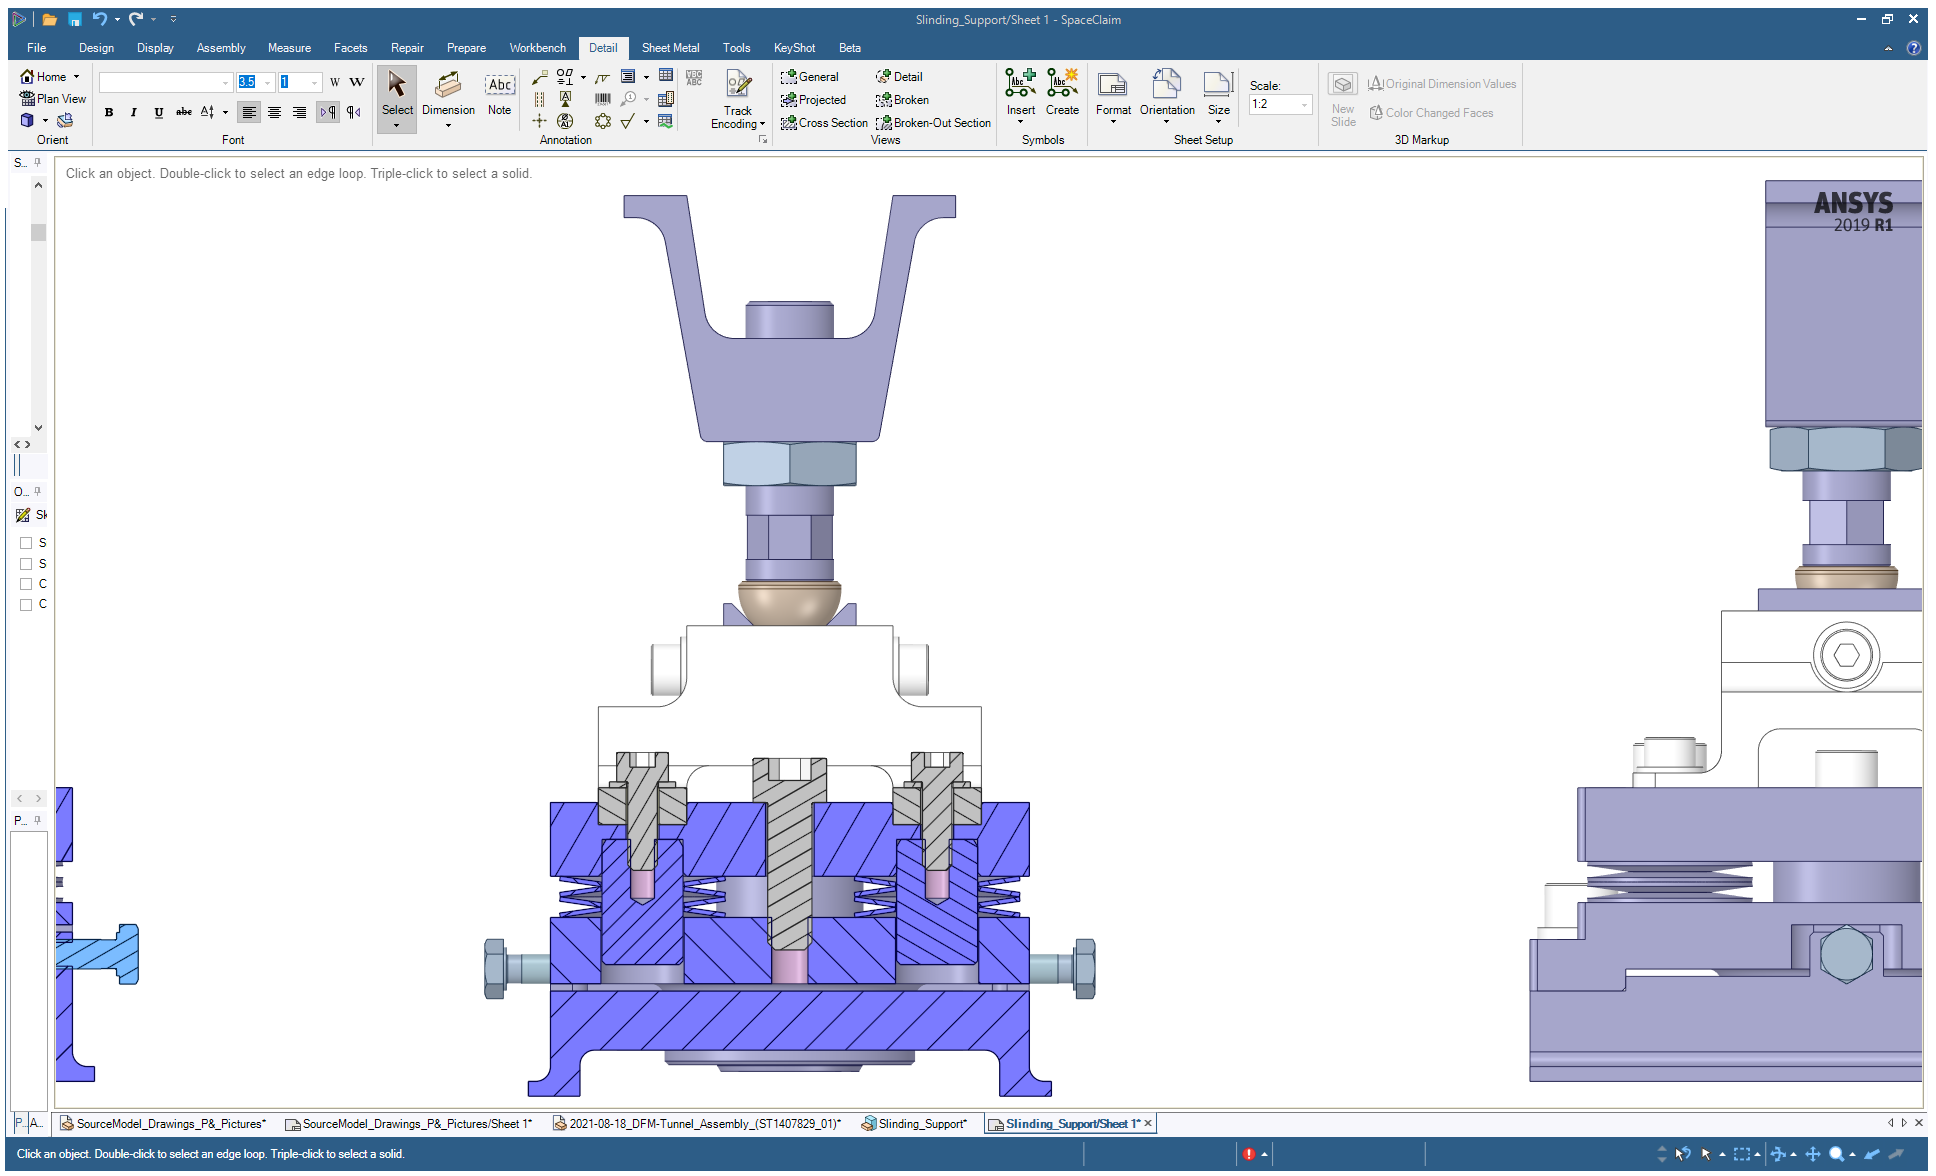 Slinding_Support/Sheet 1 - SpaceClaim
File Design Display Assembly Measure Facets Repair Prepare Workbench Detail Sheet Metal Tools KeyShot Beta
Home
Plan View
Orient
3.5 1 W W
B I U abc
Font
Select
Dimension
Abc
Note
Annotation
Track
Encoding
General
Projected
Cross Section
Detail
Broken
Broken-Out Section
Views
Insert
Create
Symbols
Format
Orientation
Size
Scale:
1:2
Sheet Setup
New
Slide
Original Dimension Values
Color Changed Faces
3D Markup
S...
Click an object. Double-click to select an edge loop. Triple-click to select a solid.
ANSYS
2019 R1
O...
Sk
S
S
C
C
P...
P... A...
SourceModel_Drawings_P&_Pictures*
SourceModel_Drawings_P&_Pictures/Sheet 1*
2021-08-18_DFM-Tunnel_Assembly_(ST1407829_01)*
Slinding_Support*
Slinding_Support/Sheet 1*
Click an object. Double-click to select an edge loop. Triple-click to select a solid.